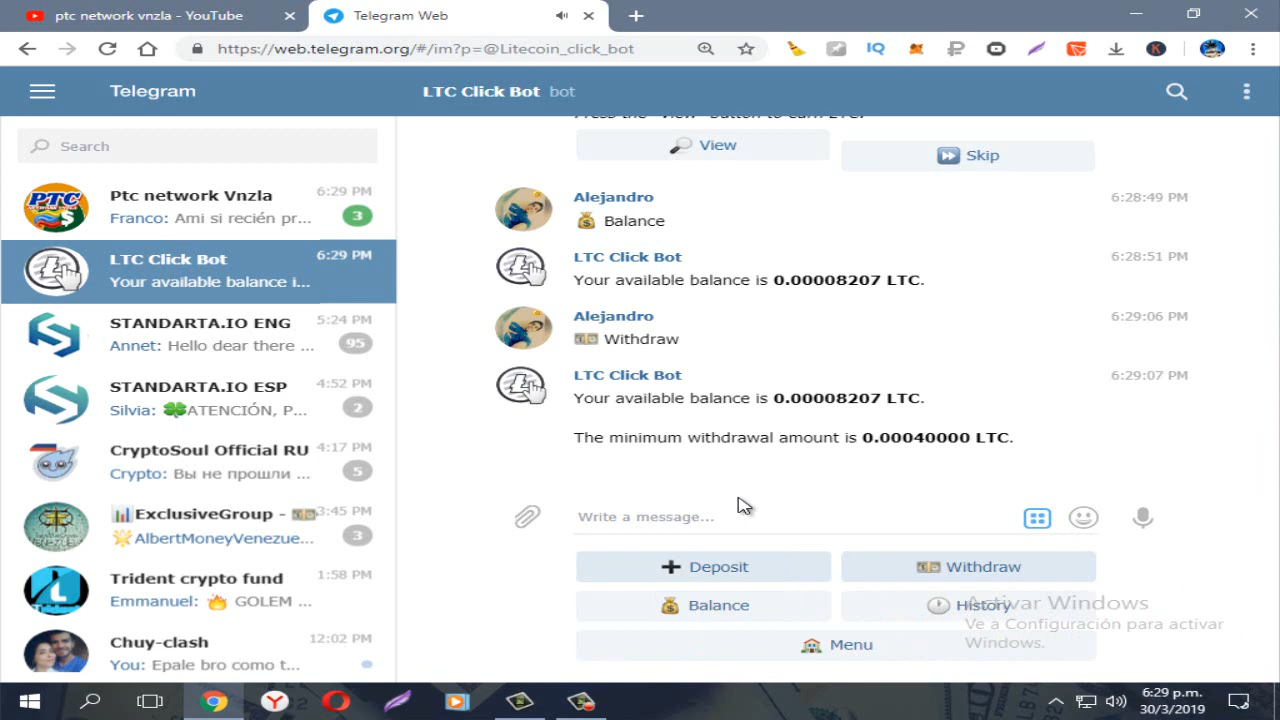 ptc network vnzla - YouTube
Telegram Web
https://web.telegram.org/#/im?p=@Litecoin_click_bot
Telegram
LTC Click Bot bot
Search
Ptc network Vnzla 6:29 PM
Franco: Ami si recién pr... 3
LTC Click Bot 6:29 PM
Your available balance i...
STANDARTA.IO ENG 5:24 PM
Annet: Hello dear there ... 95
STANDARTA.IO ESP 4:52 PM
Silvia: 🍀ATENCIÓN, P... 2
CryptoSoul Official RU 4:17 PM
Crypto: Вы не прошли ... 5
📊ExclusiveGroup - 💵 3:45 PM
🌟AlbertMoneyVenezue... 3
Trident crypto fund 1:58 PM
Emmanuel: 🔥 GOLEM ...
Chuy-clash 12:02 PM
You: Epale bro como t...
Press the "View" button to earn LTC.
🔎 View
⏩ Skip
Alejandro 6:28:49 PM
💰 Balance
LTC Click Bot 6:28:51 PM
Your available balance is 0.00008207 LTC.
Alejandro 6:29:06 PM
💵 Withdraw
LTC Click Bot 6:29:07 PM
Your available balance is 0.00008207 LTC.
The minimum withdrawal amount is 0.00040000 LTC.
Write a message...
➕ Deposit
💵 Withdraw
💰 Balance
🕔 History
🏠 Menu
Activar Windows
Ve a Configuración para activar
Windows.
6:29 p.m.
30/3/2019